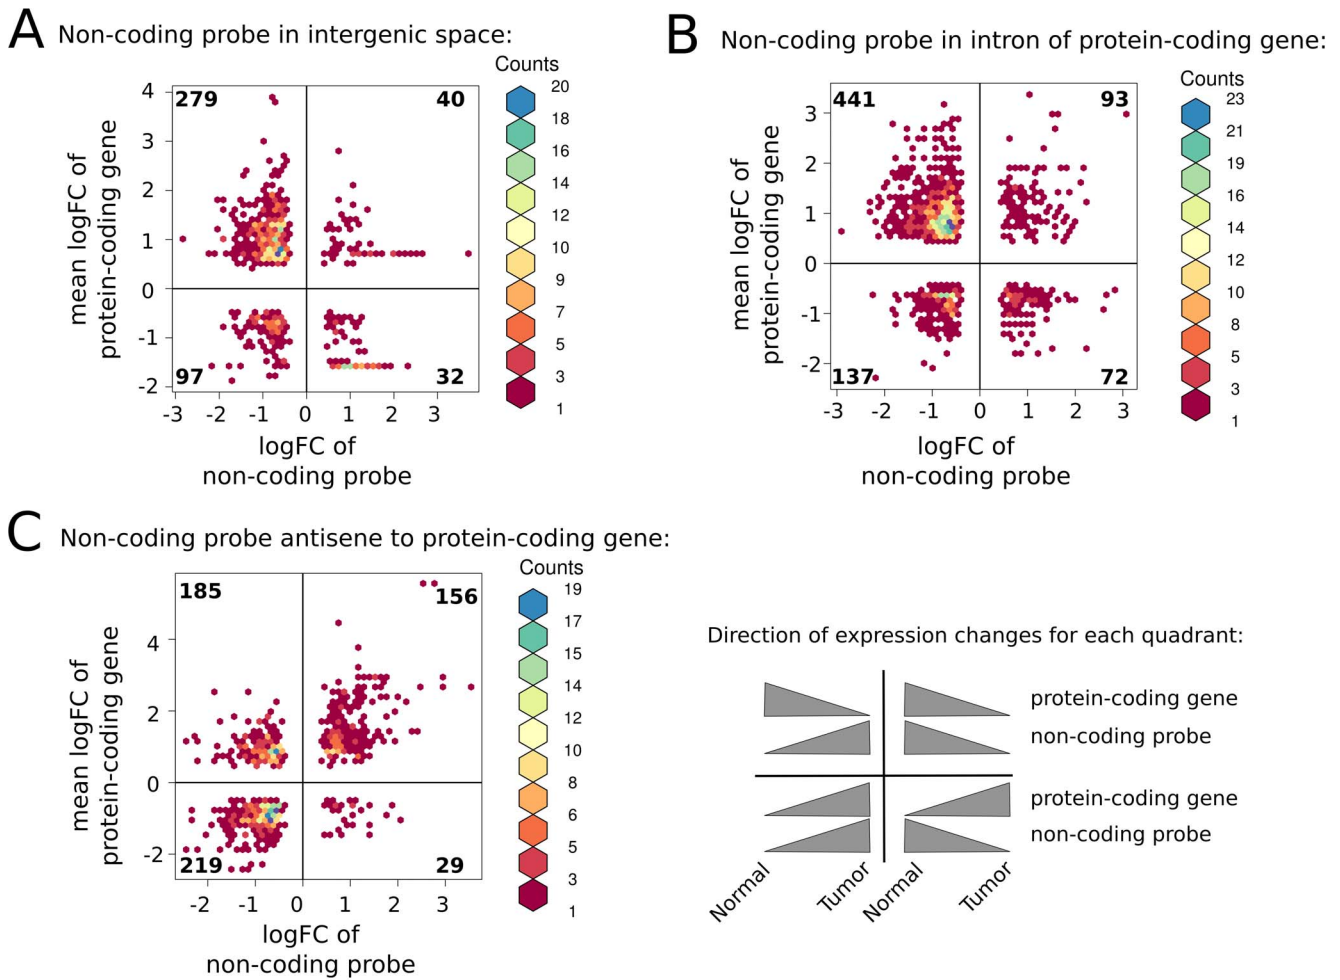 A Non-coding probe in intergenic space:
Counts
20
18
16
14
12
10
9
7
5
3
1
279
40
97
32
4
3
2
1
0
-1
-2
mean logFC of
protein-coding gene
-3 -2 -1 0 1 2 3
logFC of
non-coding probe
B Non-coding probe in intron of protein-coding gene:
Counts
23
21
19
16
14
12
10
8
5
3
1
441
93
137
72
3
2
1
0
-1
-2
mean logFC of
protein-coding gene
-3 -2 -1 0 1 2 3
logFC of
non-coding probe
C Non-coding probe antisene to protein-coding gene:
Counts
19
17
15
14
12
10
8
6
5
3
1
185
156
219
29
4
2
0
-2
mean logFC of
protein-coding gene
-2 -1 0 1 2 3
logFC of
non-coding probe
Direction of expression changes for each quadrant:
protein-coding gene
non-coding probe
protein-coding gene
non-coding probe
Normal Tumor Normal Tumor